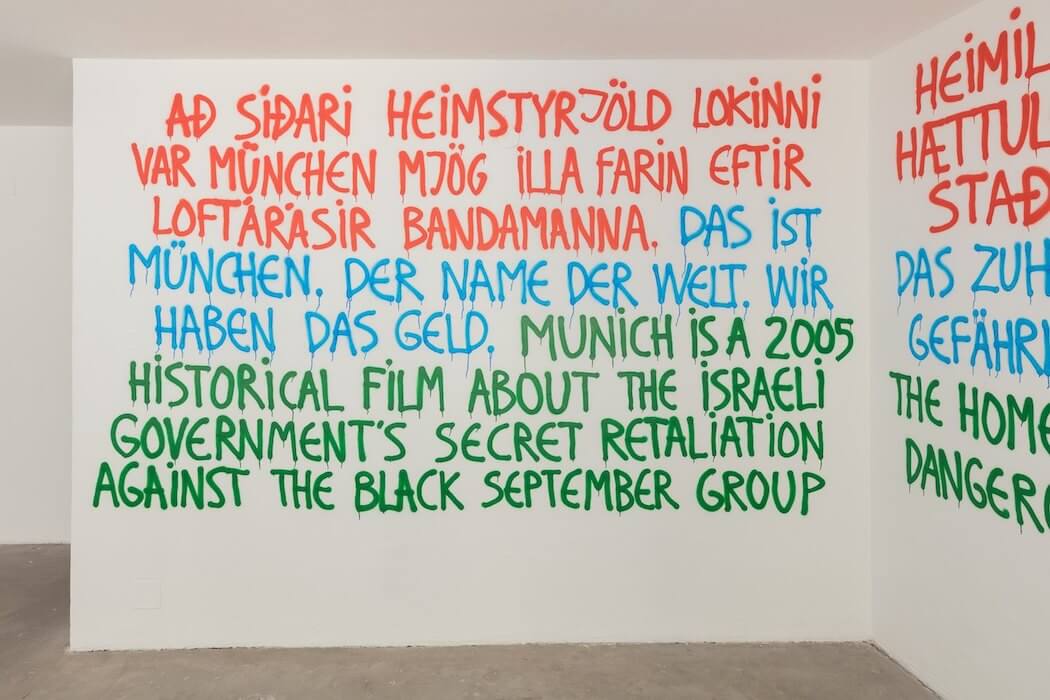 AÐ SÍÐARI HEIMSTYRJÖLD LOKINNI
VAR MÜNCHEN MJÖG ILLA FARIN EFTIR
LOFTÁRÁSIR BANDAMANNA. DAS IST
MÜNCHEN. DER NAME DER WELT. WIR
HABEN DAS GELD. MUNICH IS A 2005
HISTORICAL FILM ABOUT THE ISRAELI
GOVERNMENT'S SECRET RETALIATION
AGAINST THE BLACK SEPTEMBER GROUP
HEIMIL
HÆTTUL
STAÐ
DAS ZUH
GEFÄHR
THE HOME
DANGERO